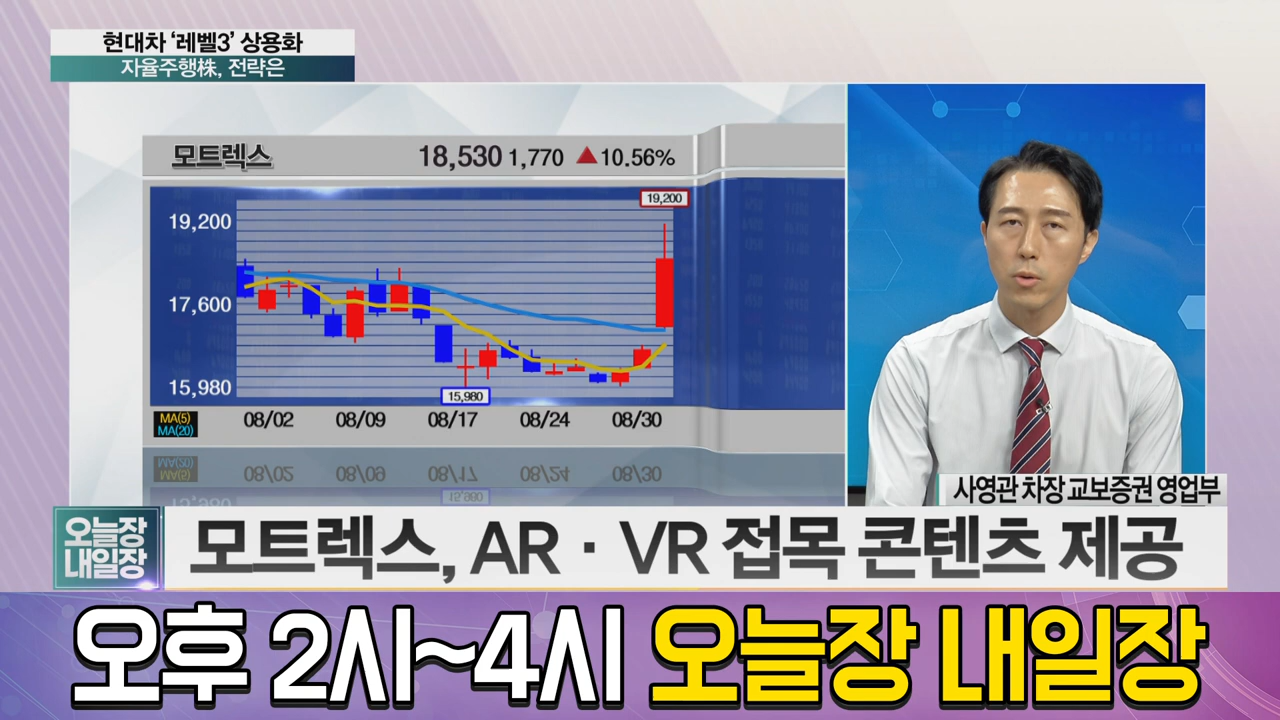 현대차 '레벨3' 상용화
자율주행株, 전략은
모트렉스 18,530 1,770 ▲10.56%
19,200
19,200
17,600
15,980
15,980
MA(5)
MA(20)
08/02 08/09 08/17 08/24 08/30
사영관 차장 교보증권 영업부
오늘장
내일장
모트렉스, AR · VR 접목 콘텐츠 제공
오후 2시~4시 오늘장 내일장